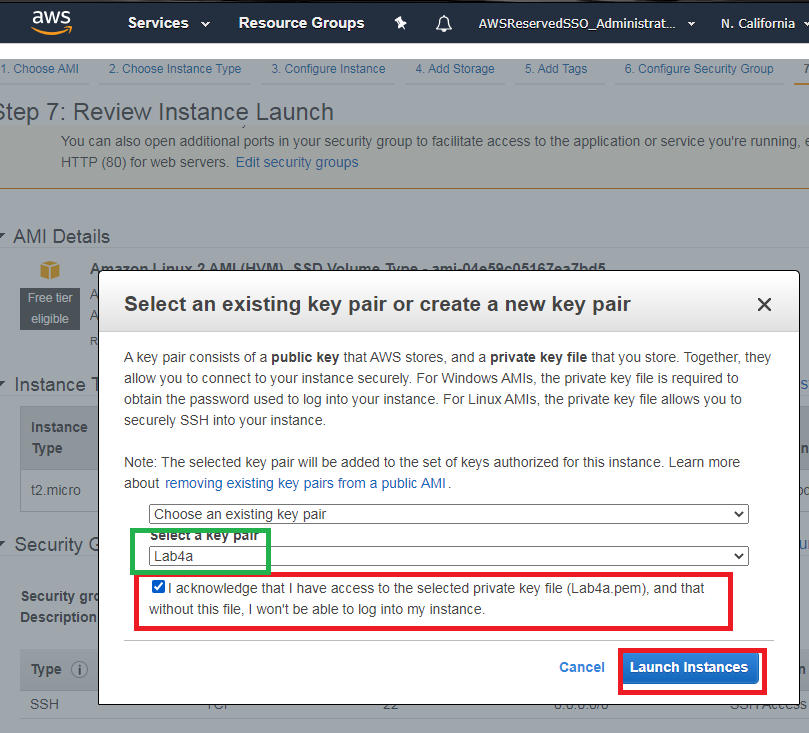 aws Services Resource Groups AWSReservedSSO_Administrat... N. California
1. Choose AMI 2. Choose Instance Type 3. Configure Instance 4. Add Storage 5. Add Tags 6. Configure Security Group 7
Step 7: Review Instance Launch
You can also open additional ports in your security group to facilitate access to the application or service you're running,
HTTP (80) for web servers. Edit security groups
AMI Details
Amazon Linux 2 AMI (HVM), SSD Volume Type - ami-04e59c05167ea7bd5
Free tier
eligible
A
A
R
Select an existing key pair or create a new key pair
A key pair consists of a public key that AWS stores, and a private key file that you store. Together, they
allow you to connect to your instance securely. For Windows AMIs, the private key file is required to
obtain the password used to log into your instance. For Linux AMIs, the private key file allows you to
securely SSH into your instance.
Note: The selected key pair will be added to the set of keys authorized for this instance. Learn more
about removing existing key pairs from a public AMI.
Choose an existing key pair
Select a key pair
Lab4a
I acknowledge that I have access to the selected private key file (Lab4a.pem), and that
without this file, I won't be able to log into my instance.
Cancel Launch Instances
Instance T
Instance
Type
t2.micro
Security G
Security gro
Description
Type
SSH TCP 22 0.0.0.0/0 SSH Access